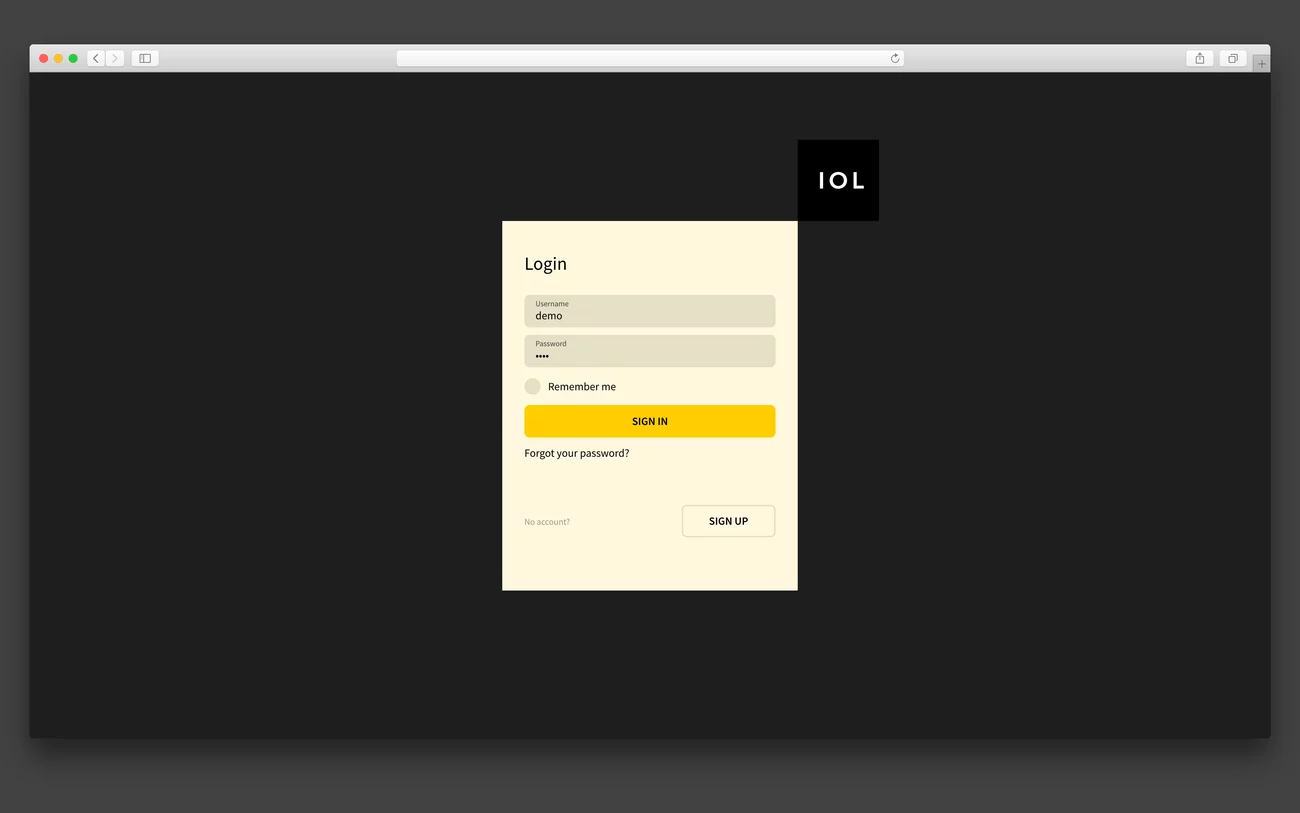 IOL
Login
Username
demo
Password
••••
Remember me
SIGN IN
Forgot your password?
No account?
SIGN UP